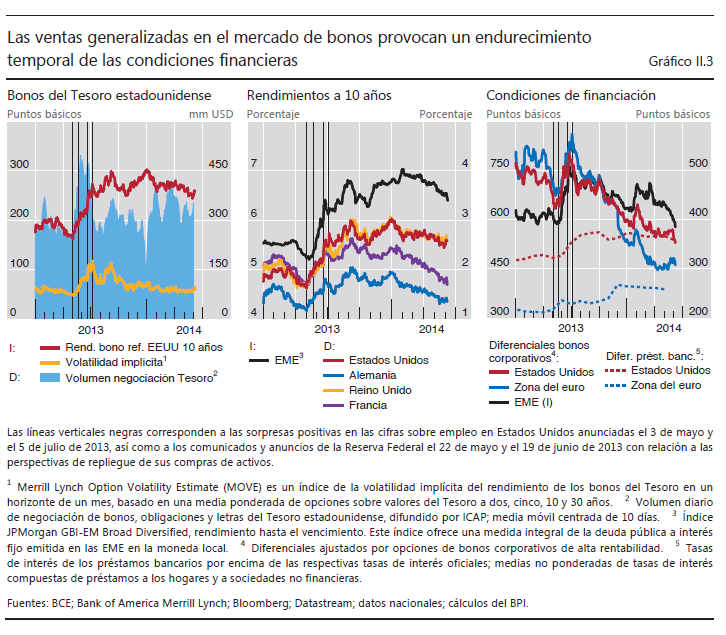 Las ventas generalizadas en el mercado de bonos provocan un endurecimiento
temporal de las condiciones financieras
Gráfico II.3
Bonos del Tesoro estadounidense
Puntos básicos
mm USD
300
450
200
300
100
150
0
0
2013
2014
I:
Rend. bono ref. EEUU 10 años
Volatilidad implícita1
D:
Volumen negociación Tesoro2
Rendimientos a 10 años
Porcentaje
Porcentaje
7
4
6
3
5
2
4
1
2013
2014
I:
EME3
D:
Estados Unidos
Alemania
Reino Unido
Francia
Condiciones de financiación
Puntos básicos
Puntos básicos
750
500
600
400
450
300
300
200
2013
2014
Diferenciales bonos
corporativos4:
Estados Unidos
Zona del euro
EME (I)
Difer. prést. banc.5:
Estados Unidos
Zona del euro
Las líneas verticales negras corresponden a las sorpresas positivas en las cifras sobre empleo en Estados Unidos anunciadas el 3 de mayo y
el 5 de julio de 2013, así como a los comunicados y anuncios de la Reserva Federal el 22 de mayo y el 19 de junio de 2013 con relación a las
perspectivas de repliegue de sus compras de activos.
1 Merrill Lynch Option Volatility Estimate (MOVE) es un índice de la volatilidad implícita del rendimiento de los bonos del Tesoro en un
horizonte de un mes, basado en una media ponderada de opciones sobre valores del Tesoro a dos, cinco, 10 y 30 años. 2 Volumen diario
de negociación de bonos, obligaciones y letras del Tesoro estadounidense, difundido por ICAP; media móvil centrada de 10 días. 3 Índice
JPMorgan GBI-EM Broad Diversified, rendimiento hasta el vencimiento. Este índice ofrece una medida integral de la deuda pública a interés
fijo emitida en las EME en la moneda local. 4 Diferenciales ajustados por opciones de bonos corporativos de alta rentabilidad. 5 Tasas
de interés de los préstamos bancarios por encima de las respectivas tasas de interés oficiales; medias no ponderadas de tasas de interés
compuestas de préstamos a los hogares y a sociedades no financieras.
Fuentes: BCE; Bank of America Merrill Lynch; Bloomberg; Datastream; datos nacionales; cálculos del BPI.